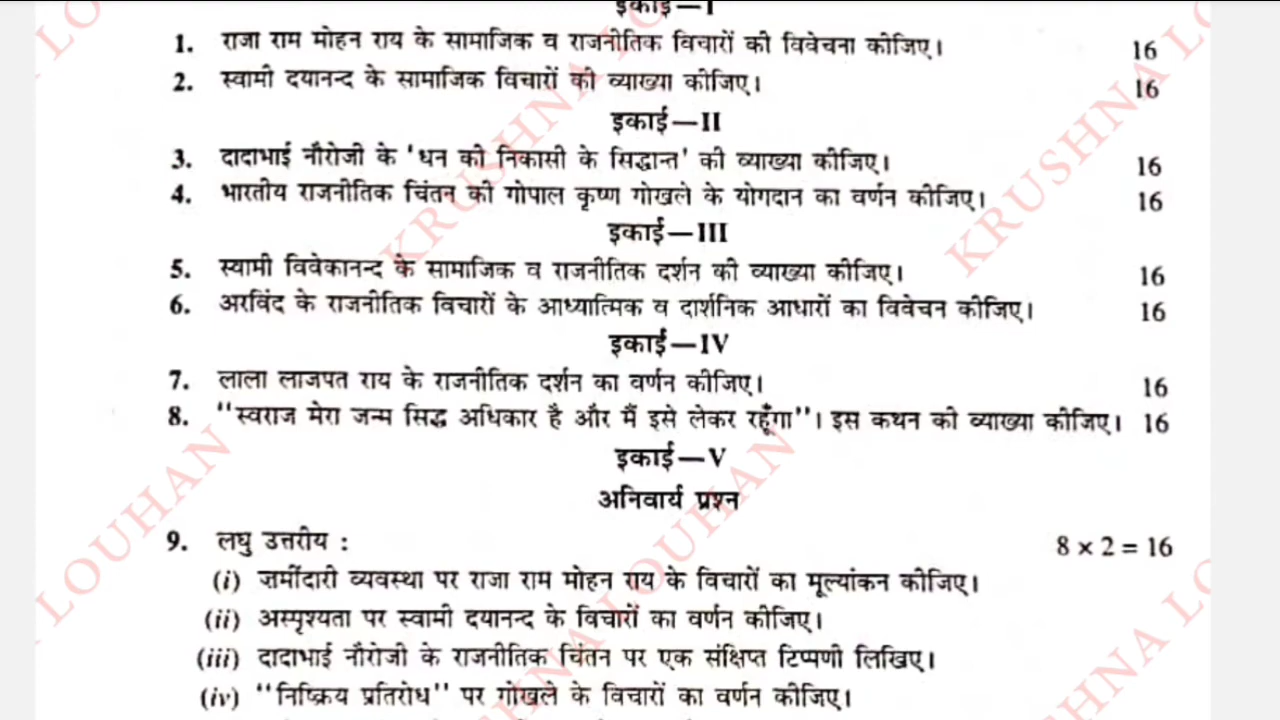 इकाई—I
1. राजा राम मोहन राय के सामाजिक व राजनीतिक विचारों की विवेचना कीजिए। 16
2. स्वामी दयानन्द के सामाजिक विचारों की व्याख्या कीजिए। 16
इकाई—II
3. दादाभाई नौरोजी के 'धन की निकासी के सिद्धान्त' की व्याख्या कीजिए। 16
4. भारतीय राजनीतिक चिंतन की गोपाल कृष्ण गोखले के योगदान का वर्णन कीजिए। 16
इकाई—III
5. स्वामी विवेकानन्द के सामाजिक व राजनीतिक दर्शन की व्याख्या कीजिए। 16
6. अरविंद के राजनीतिक विचारों के आध्यात्मिक व दार्शनिक आधारों का विवेचन कीजिए। 16
इकाई—IV
7. लाला लाजपत राय के राजनीतिक दर्शन का वर्णन कीजिए। 16
8. "स्वराज मेरा जन्म सिद्ध अधिकार है और मैं इसे लेकर रहूँगा"। इस कथन की व्याख्या कीजिए। 16
इकाई—V
अनिवार्य प्रश्न
9. लघु उत्तरीय : 8 × 2 = 16
(i) ज़मींदारी व्यवस्था पर राजा राम मोहन राय के विचारों का मूल्यांकन कीजिए।
(ii) अस्पृश्यता पर स्वामी दयानन्द के विचारों का वर्णन कीजिए।
(iii) दादाभाई नौरोजी के राजनीतिक चिंतन पर एक संक्षिप्त टिप्पणी लिखिए।
(iv) "निष्क्रिय प्रतिरोध" पर गोखले के विचारों का वर्णन कीजिए।
KRUSHNA LOUHAN